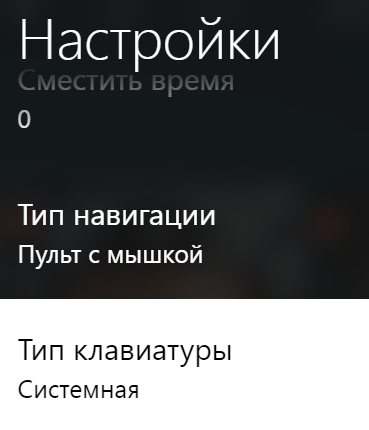 Настройки
Сместить время
0
Тип навигации
Пульт с мышкой
Тип клавиатуры
Системная